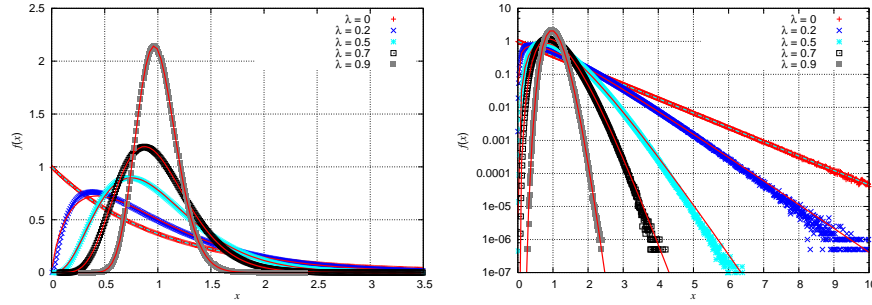 2.5
2
1.5
1
0.5
0
0
0.5
1
1.5
2
2.5
3
3.5
f(x)
x
λ = 0
λ = 0.2
λ = 0.5
λ = 0.7
λ = 0.9
10
1
0.1
0.01
0.001
0.0001
1e-05
1e-06
1e-07
0
1
2
3
4
5
6
7
8
9
10
f(x)
x
λ = 0
λ = 0.2
λ = 0.5
λ = 0.7
λ = 0.9